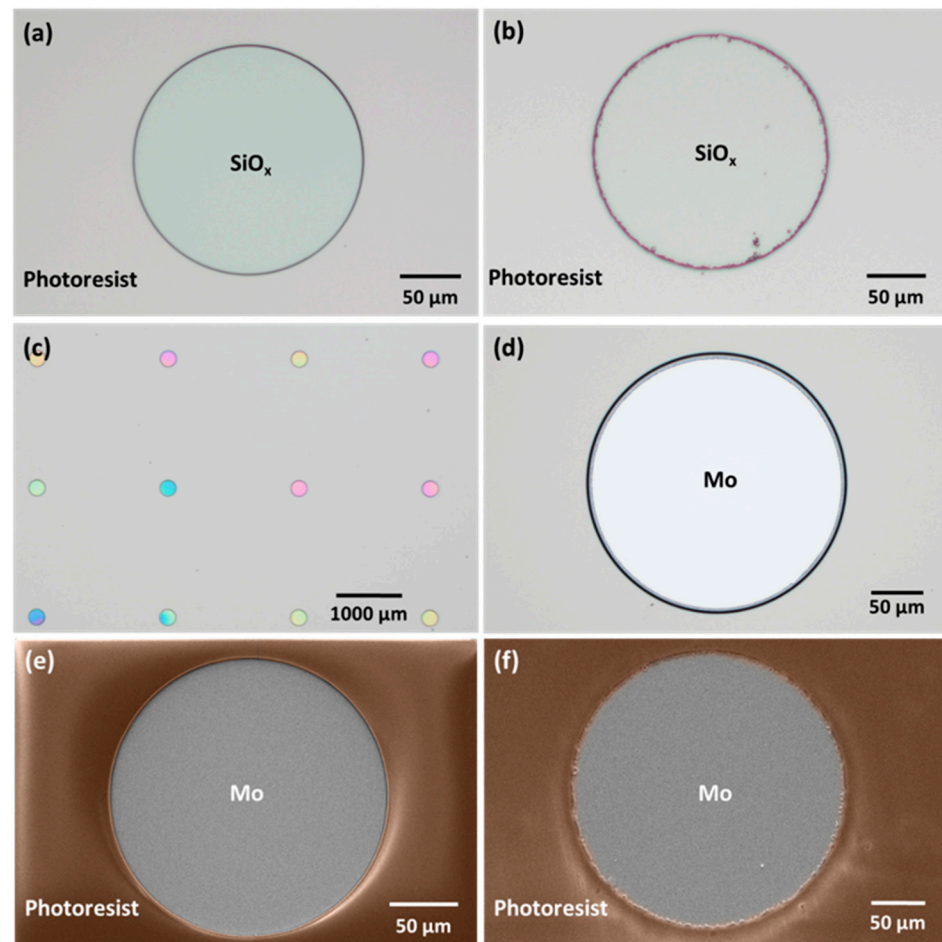 (a)
SiOₓ
Photoresist
50 µm
(b)
SiOₓ
Photoresist
50 µm
(c)
1000 µm
(d)
Mo
50 µm
(e)
Mo
Photoresist
50 µm
(f)
Mo
Photoresist
50 µm